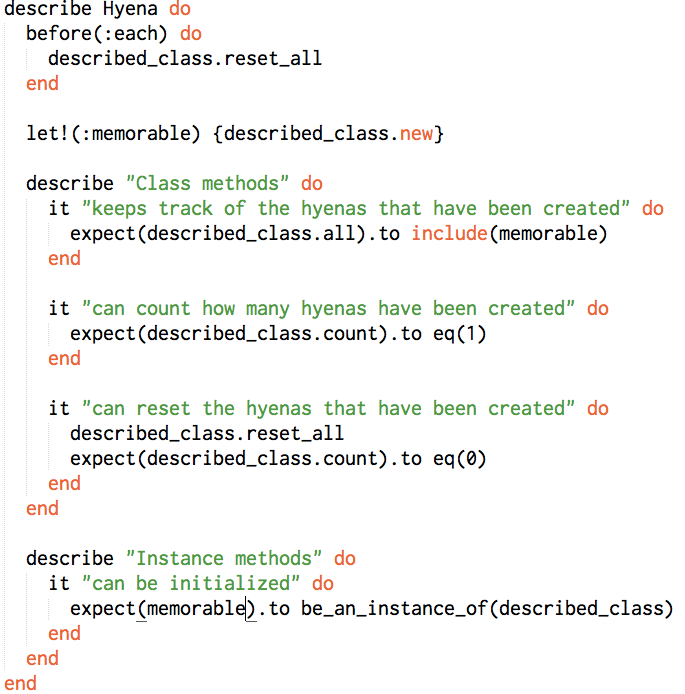 describe Hyena do
  before(:each) do
    described_class.reset_all
  end

  let!(:memorable) {described_class.new}

  describe "Class methods" do
    it "keeps track of the hyenas that have been created" do
      expect(described_class.all).to include(memorable)
    end

    it "can count how many hyenas have been created" do
      expect(described_class.count).to eq(1)
    end

    it "can reset the hyenas that have been created" do
      described_class.reset_all
      expect(described_class.count).to eq(0)
    end
  end

  describe "Instance methods" do
    it "can be initialized" do
      expect(memorable).to be_an_instance_of(described_class)
    end
  end
end